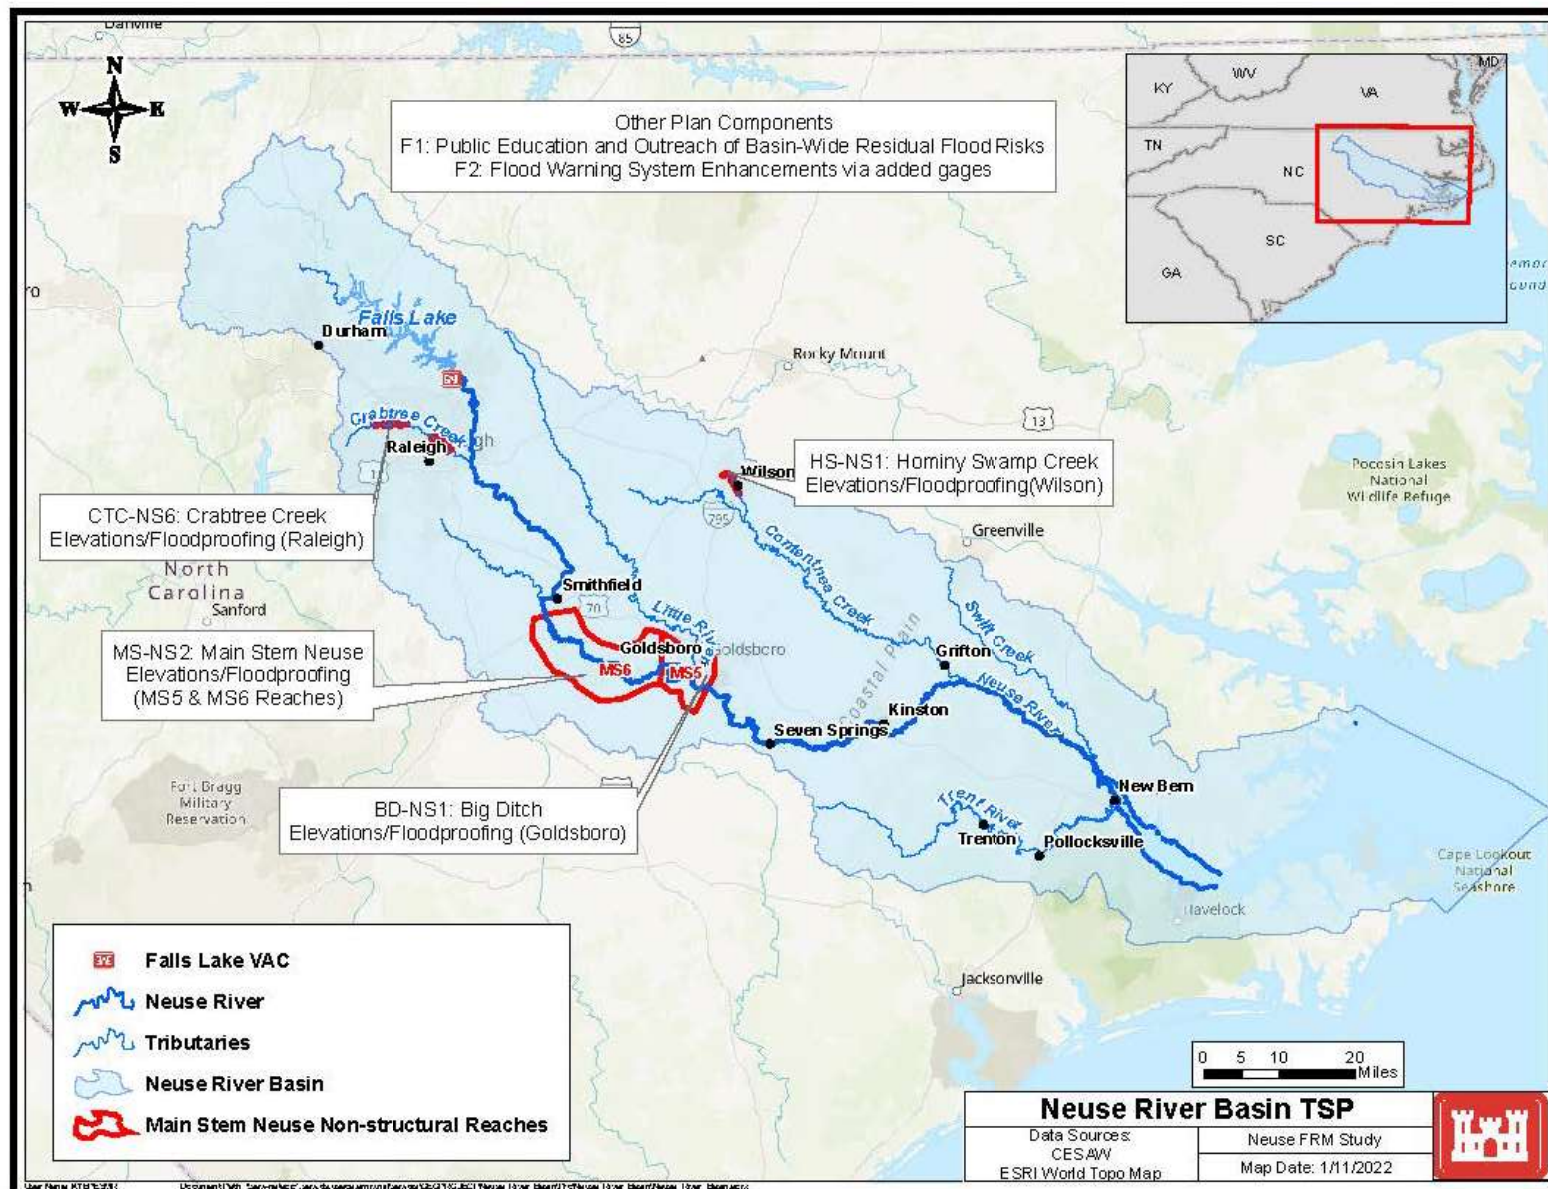 Danville
85
N
W E
S
Other Plan Components
F1: Public Education and Outreach of Basin-Wide Residual Flood Risks
F2: Flood Warning System Enhancements via added gages
MD
WV
KY
VA
TN
NC
SC
GA
Falls Lake
Durham
Rocky Mount
13
Crabtree Creek
Raleigh
HS-NS1: Hominy Swamp Creek
Elevations/Floodproofing(Wilson)
Wilson
Pocosin Lakes
National
Wildlife Refuge
795
CTC-NS6: Crabtree Creek
Elevations/Floodproofing (Raleigh)
Greenville
Contentnea Creek
North
Carolina
Sanford
Smithfield
70
Little River
Swift Creek
Coastal Plain
MS-NS2: Main Stem Neuse
Elevations/Floodproofing
(MS5 & MS6 Reaches)
Goldsboro
Goldsboro
MS6
MS5
Grifton
Neuse River
Kinston
Seven Springs
Fort Bragg
Military
Reservation
BD-NS1: Big Ditch
Elevations/Floodproofing (Goldsboro)
New Bern
Trent River
Trenton
Pollocksville
Cape Lookout
National
Seashore
Havelock
Jacksonville
Falls Lake VAC
Neuse River
Tributaries
Neuse River Basin
Main Stem Neuse Non-structural Reaches
0 5 10 20
Miles
Neuse River Basin TSP
Data Sources:
CESAW
ESRI World Topo Map
Neuse FRM Study
Map Date: 1/11/2022